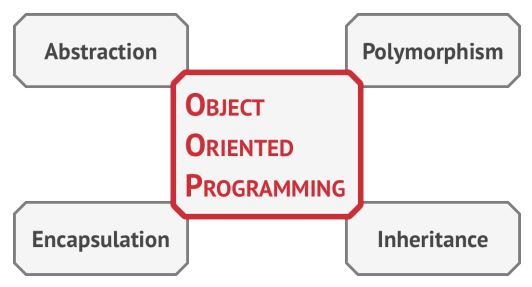 Abstraction
Polymorphism
OBJECT
ORIENTED
PROGRAMMING
Encapsulation
Inheritance